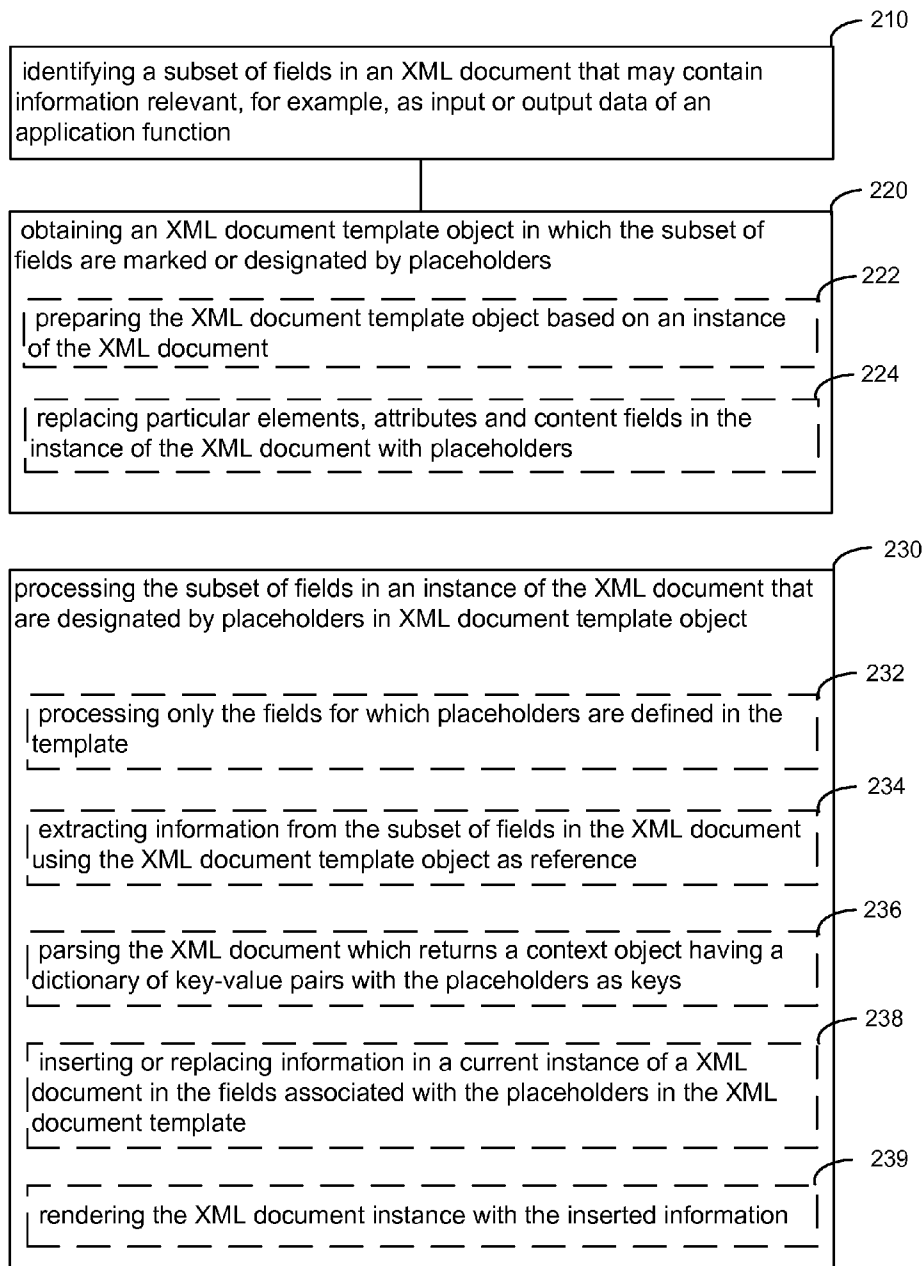 210
identifying a subset of fields in an XML document that may contain
information relevant, for example, as input or output data of an
application function
220
obtaining an XML document template object in which the subset of
fields are marked or designated by placeholders
222
preparing the XML document template object based on an instance
of the XML document
224
replacing particular elements, attributes and content fields in the
instance of the XML document with placeholders
230
processing the subset of fields in an instance of the XML document that
are designated by placeholders in XML document template object
232
processing only the fields for which placeholders are defined in the
template
234
extracting information from the subset of fields in the XML document
using the XML document template object as reference
236
parsing the XML document which returns a context object having a
dictionary of key-value pairs with the placeholders as keys
238
inserting or replacing information in a current instance of a XML
document in the fields associated with the placeholders in the XML
document template
239
rendering the XML document instance with the inserted information